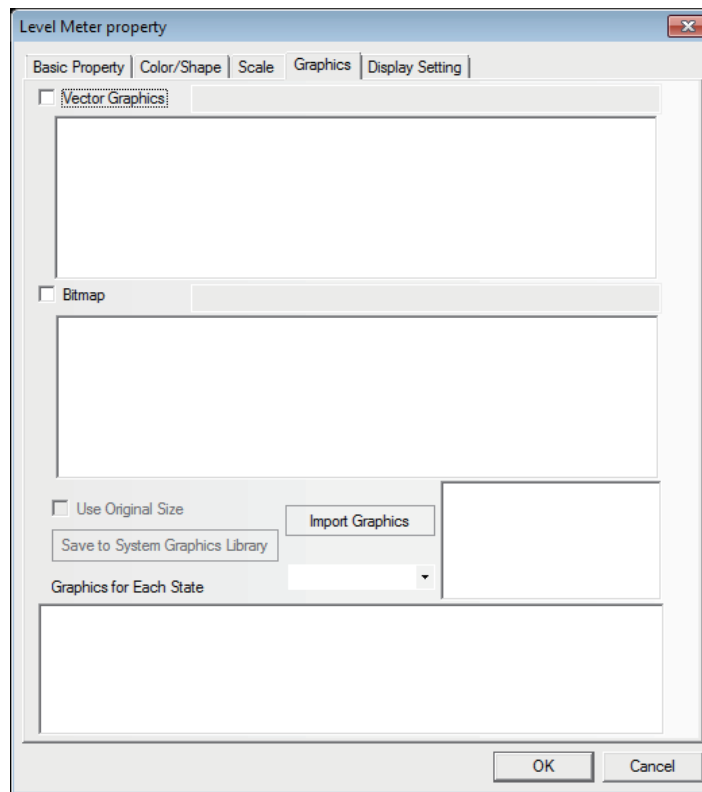 Level Meter property
Basic Property Color/Shape Scale Graphics Display Setting
Vector Graphics
Bitmap
Use Original Size
Import Graphics
Save to System Graphics Library
Graphics for Each State
OK Cancel